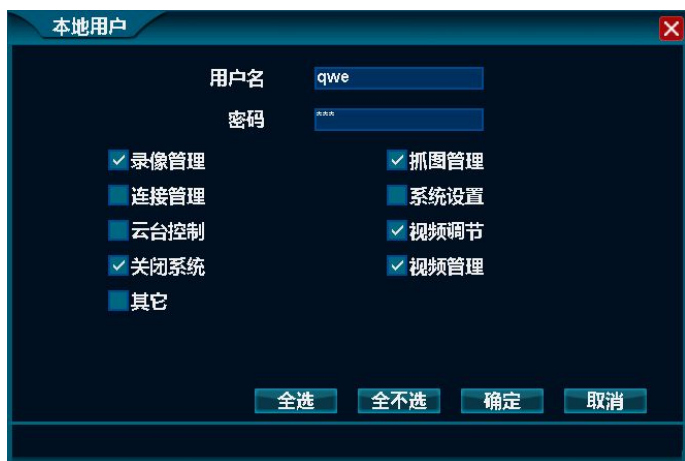 本地用户
用户名 qwe
密码 ***
录像管理 抓图管理
连接管理 系统设置
云台控制 视频调节
关闭系统 视频管理
其它
全选 全不选 确定 取消